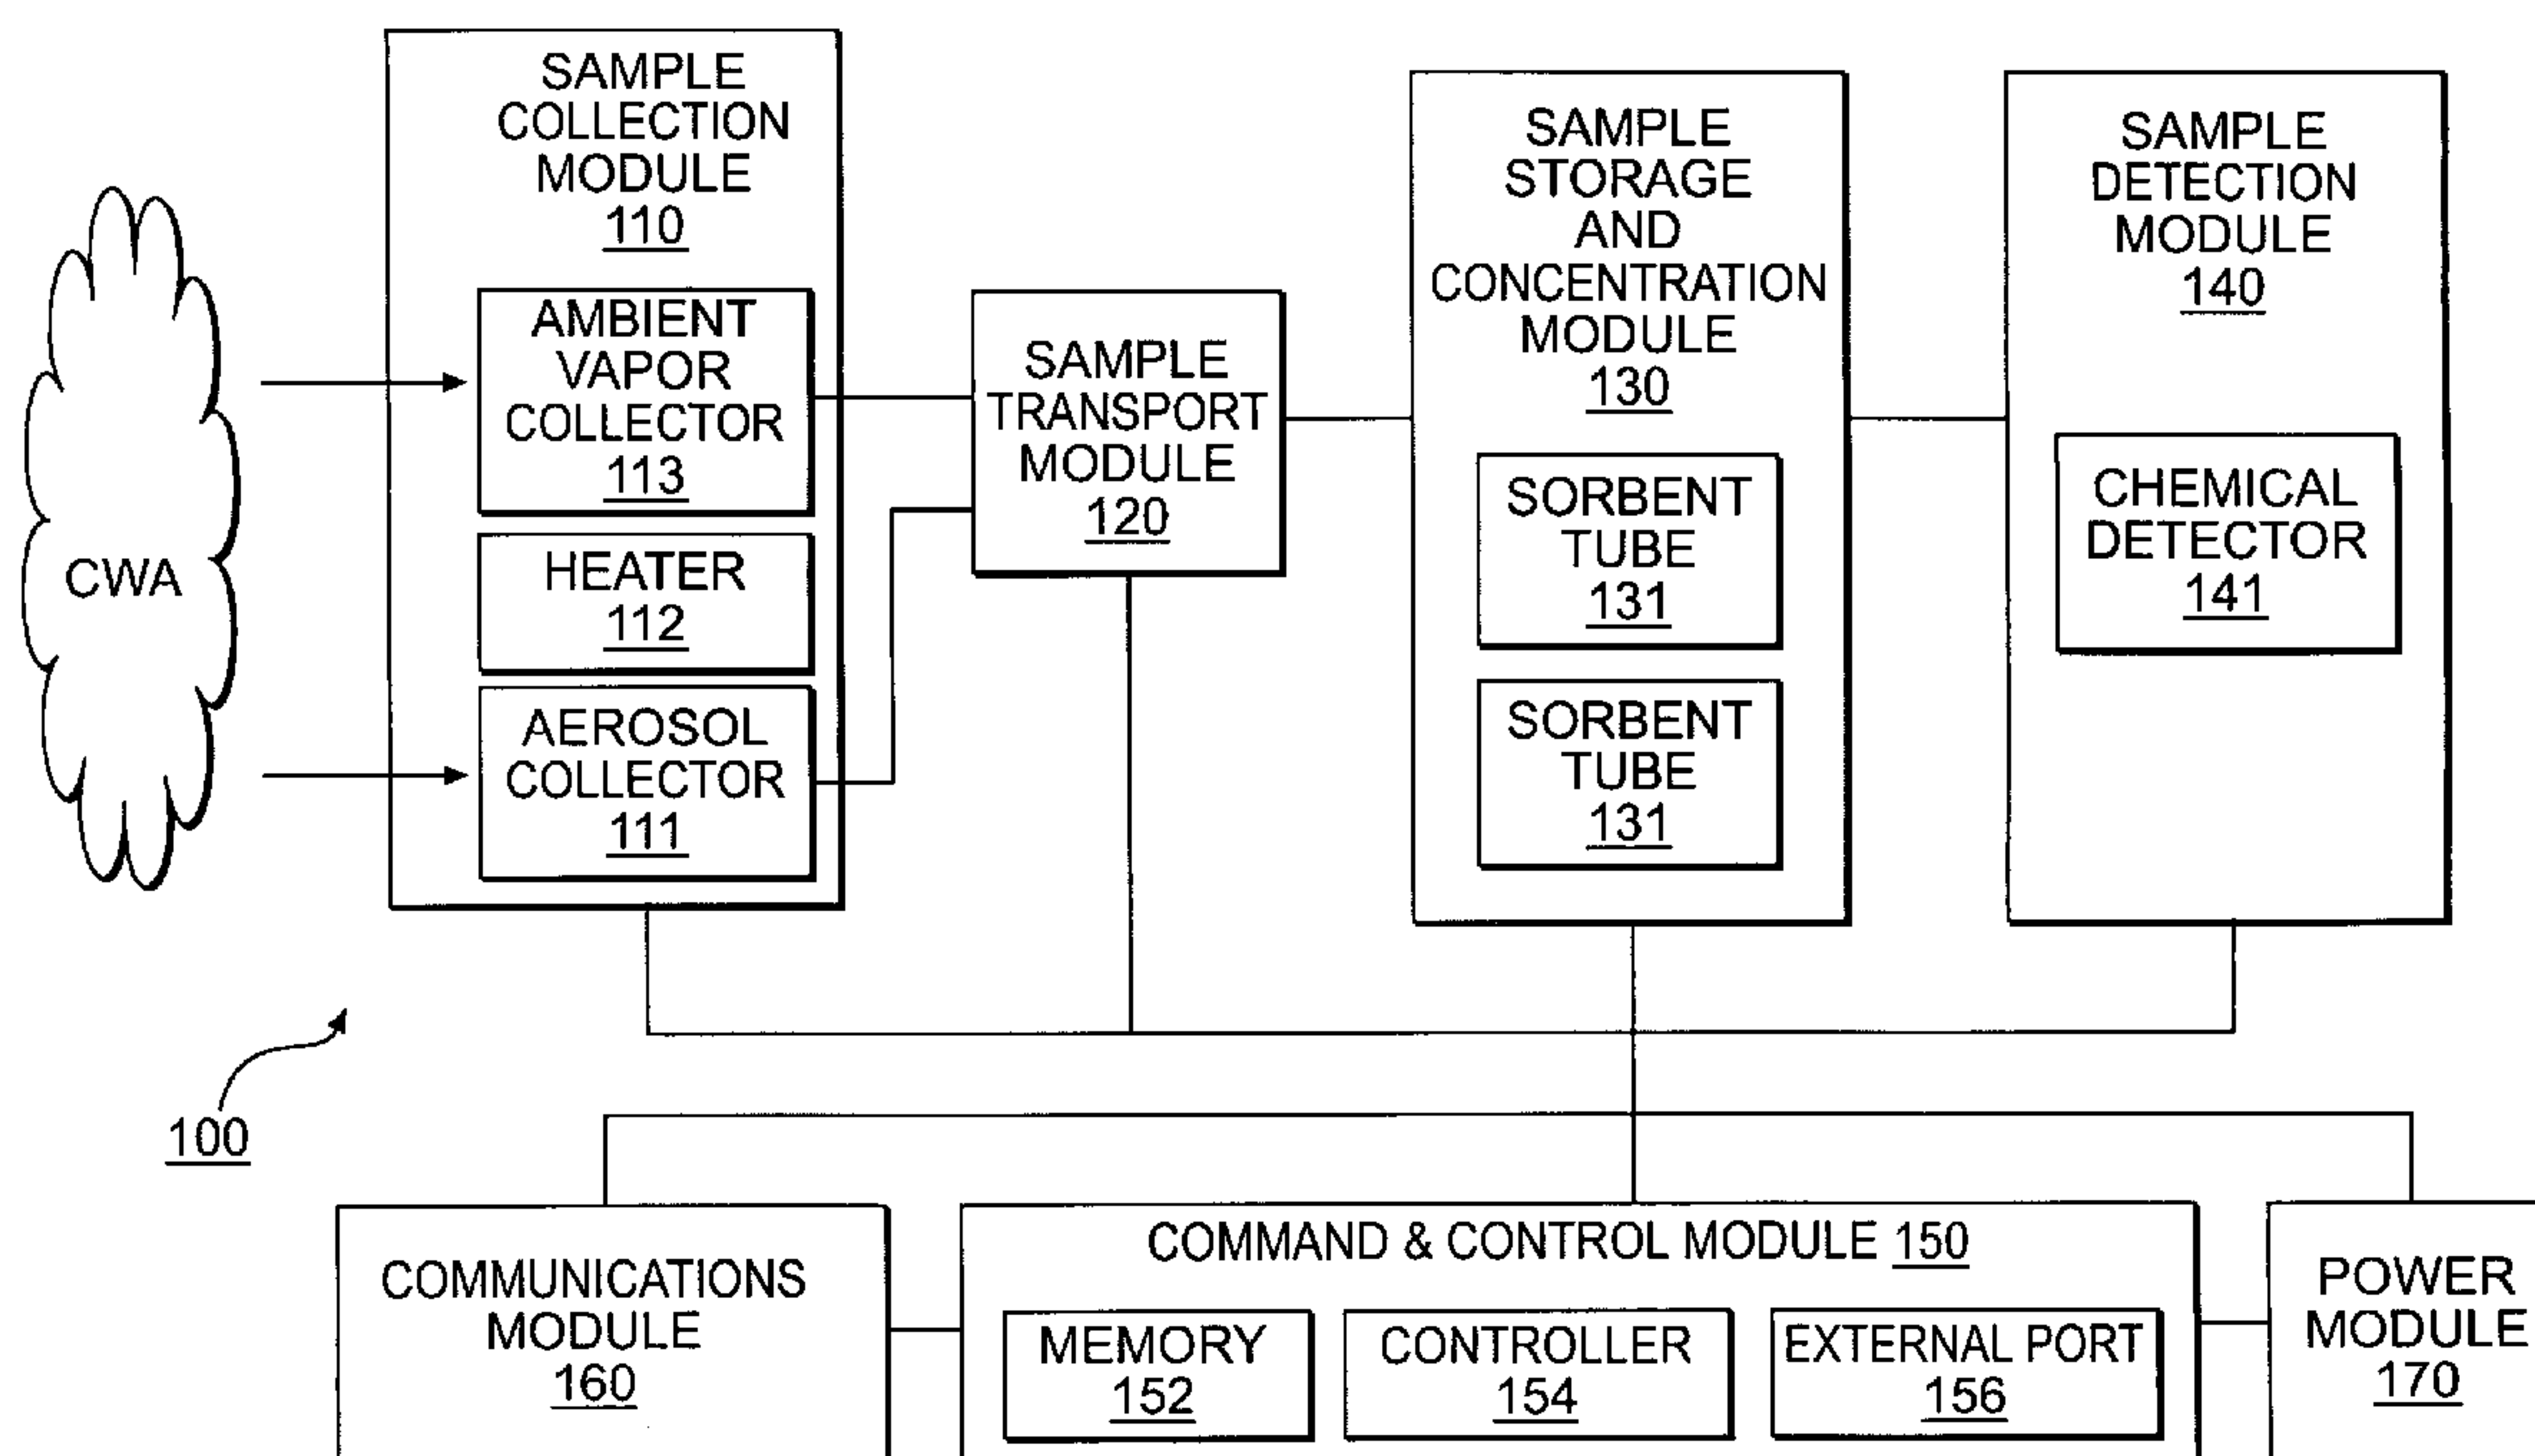 CWA
SAMPLE
COLLECTION
MODULE
110
AMBIENT
VAPOR
COLLECTOR
113
HEATER
112
AEROSOL
COLLECTOR
111
SAMPLE
TRANSPORT
MODULE
120
SAMPLE
STORAGE
AND
CONCENTRATION
MODULE
130
SORBENT
TUBE
131
SORBENT
TUBE
131
SAMPLE
DETECTION
MODULE
140
CHEMICAL
DETECTOR
141
100
COMMUNICATIONS
MODULE
160
COMMAND & CONTROL MODULE 150
MEMORY
152
CONTROLLER
154
EXTERNAL PORT
156
POWER
MODULE
170